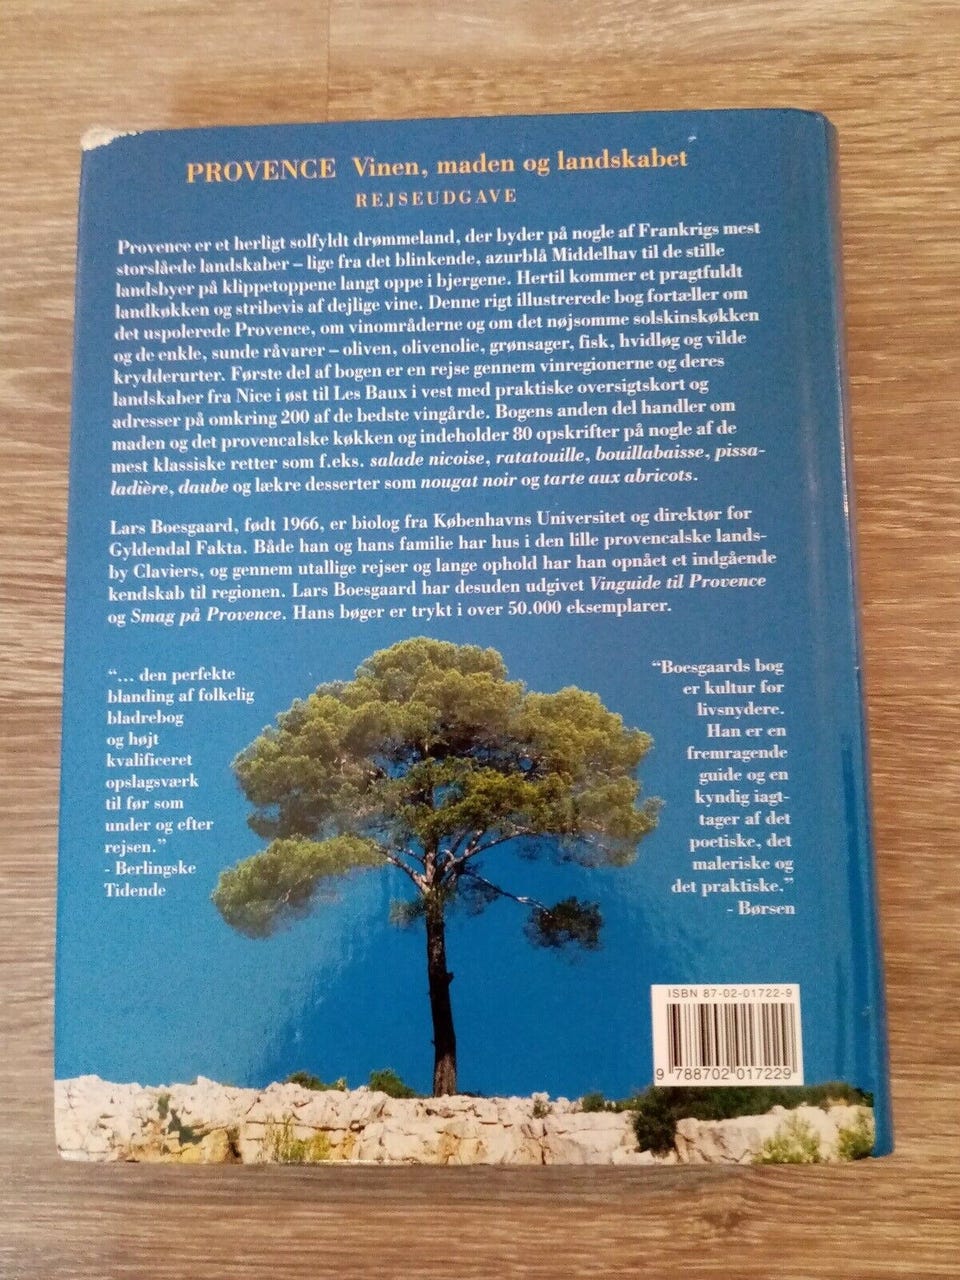 PROVENCE Vinen, maden og landskabet
REJSEUDGAVE
Provence er et herligt solfyldt drømmeland, der byder på nogle af Frankrigs mest
storslåede landskaber – lige fra det blinkende, azurblå Middelhav til de stille
landsbyer på klippetoppene langt oppe i bjergene. Hertil kommer et pragtfuldt
landkøkken og stribevis af dejlige vine. Denne rigt illustrerede bog fortæller om
det uspolerede Provence, om vinområderne og om det nøjsomme solskinskøkken
og de enkle, sunde råvarer – oliven, olivenolie, grønsager, fisk, hvidløg og vilde
krydderurter. Første del af bogen er en rejse gennem vinregionerne og deres
landskaber fra Nice i øst til Les Baux i vest med praktiske oversigtskort og
adresser på omkring 200 af de bedste vingårde. Bogens anden del handler om
maden og det provencalske køkken og indeholder 80 opskrifter på nogle af de
mest klassiske retter som f.eks. salade nicoise, ratatouille, bouillabaisse, pissa-
ladière, daube og lækre desserter som nougat noir og tarte aux abricots.
Lars Boesgaard, født 1966, er biolog fra Københavns Universitet og direktør for
Gyldendal Fakta. Både han og hans familie har hus i den lille provencalske lands-
by Claviers, og gennem utallige rejser og lange ophold har han opnået et indgående
kendskab til regionen. Lars Boesgaard har desuden udgivet Vinguide til Provence
og Smag på Provence. Hans bøger er trykt i over 50.000 eksemplarer.
“... den perfekte
blanding af folkelig
bladrebog
og højt
kvalificeret
opslagsværk
til før som
under og efter
rejsen.”
- Berlingske
Tidende
“Boesgaards bog
er kultur for
livsnydere.
Han er en
fremragende
guide og en
kyndig iagt-
tager af det
poetiske, det
maleriske og
det praktiske.”
- Børsen
ISBN 87-02-01722-9
9 788702 017229